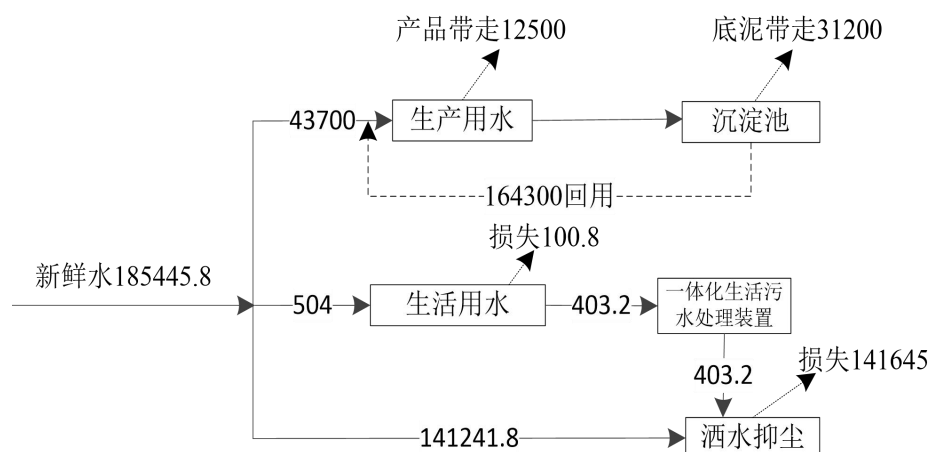 产品带走12500
底泥带走31200
43700
生产用水
沉淀池
164300回用
损失100.8
新鲜水185445.8
504
生活用水
403.2
一体化生活污
水处理装置
403.2
损失141645
141241.8
洒水抑尘